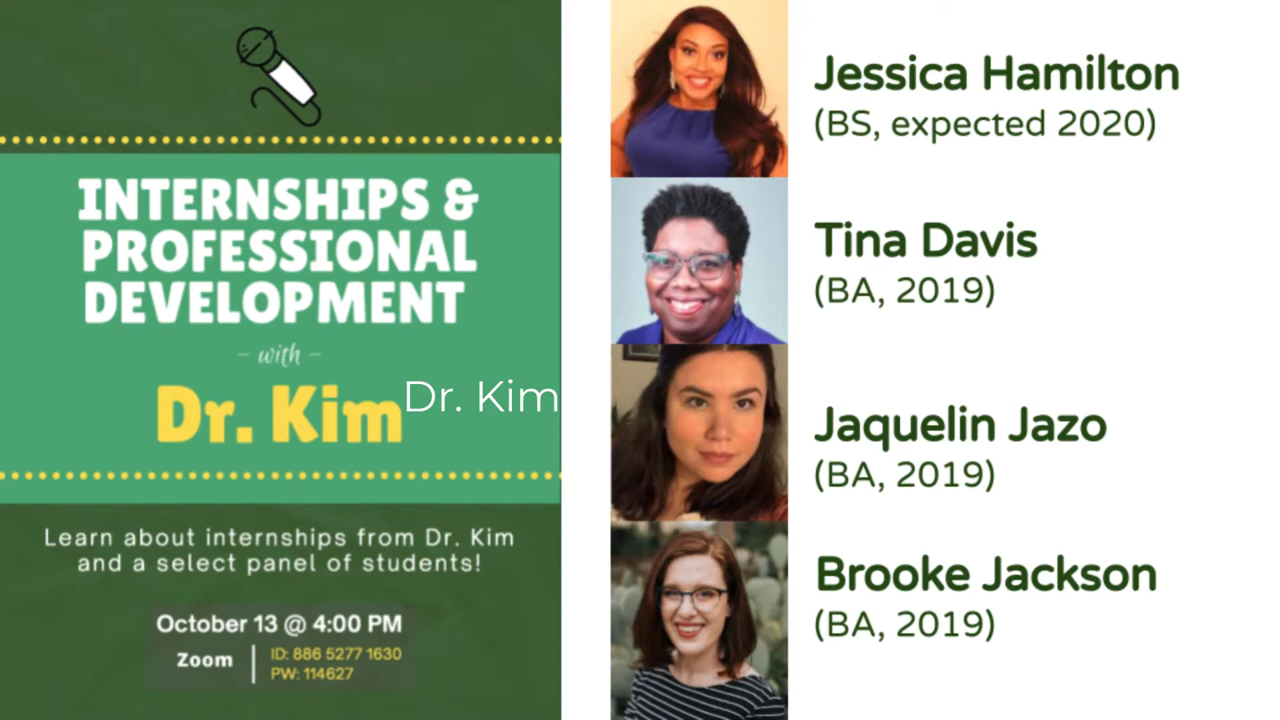 INTERNSHIPS &
PROFESSIONAL
DEVELOPMENT
- with -
Dr. Kim
Dr. Kim
Learn about internships from Dr. Kim
and a select panel of students!
October 13 @ 4:00 PM
Zoom
ID: 886 5277 1630
PW: 114627
Jessica Hamilton
(BS, expected 2020)
Tina Davis
(BA, 2019)
Jaquelin Jazo
(BA, 2019)
Brooke Jackson
(BA, 2019)